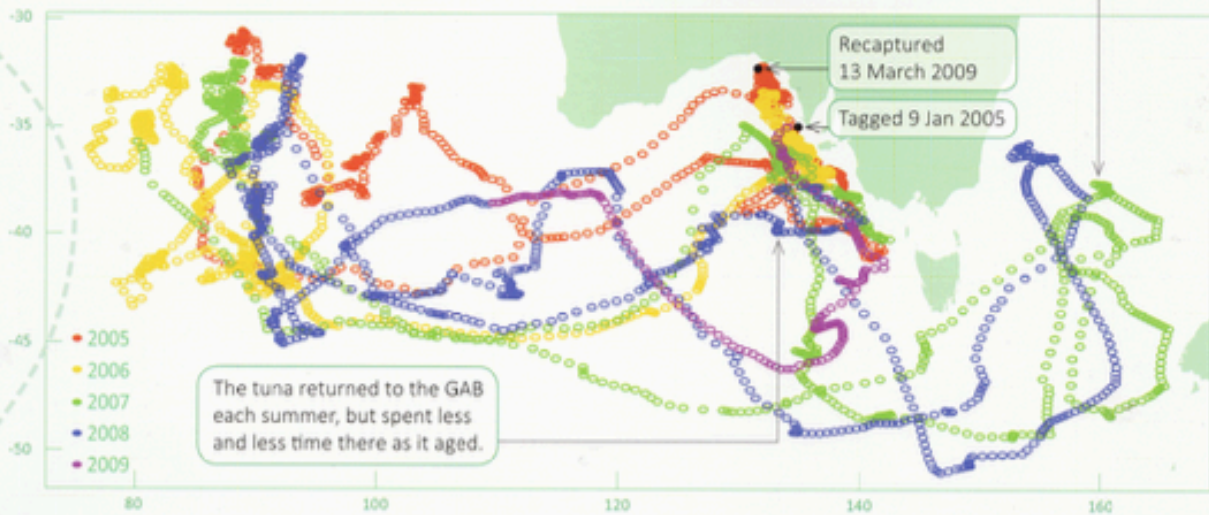 -30
Recaptured
13 March 2009
Tagged 9 Jan 2005
-35
-40
-45
-50
2005
2006
2007
2008
2009
The tuna returned to the GAB
each summer, but spent less
and less time there as it aged.
80
100
120
140
160